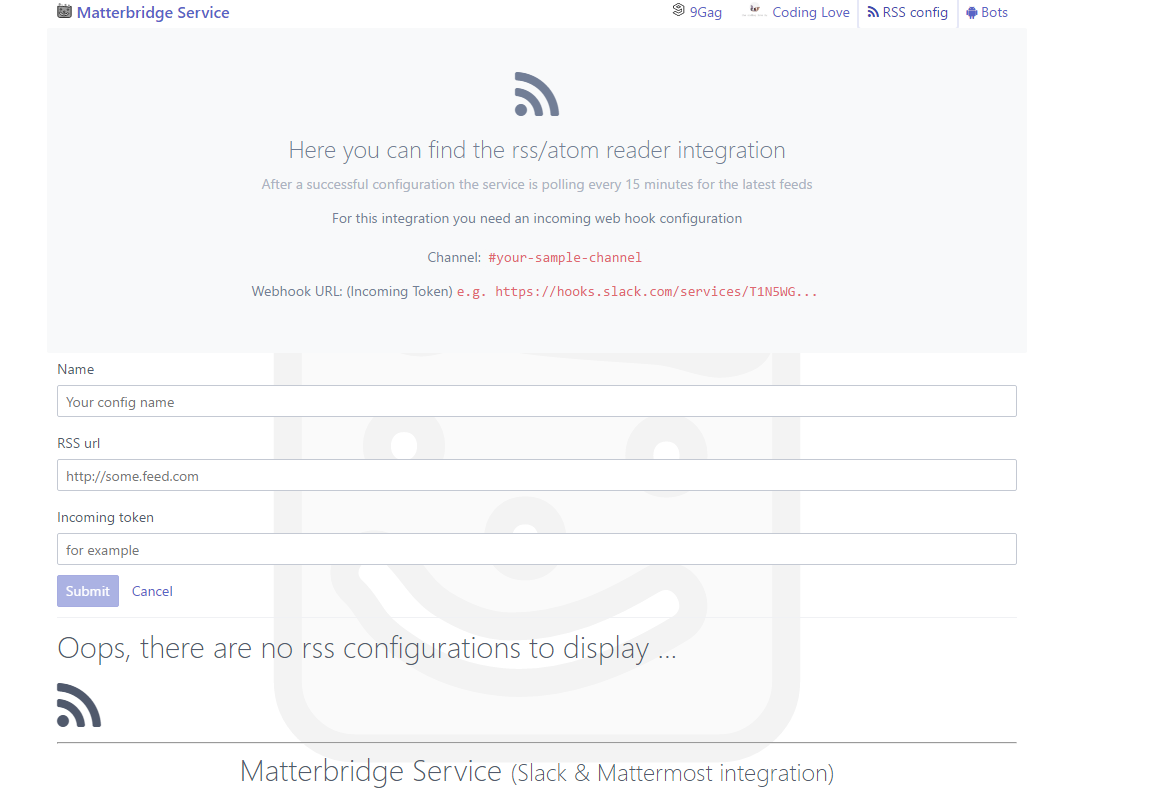 Matterbridge Service 9Gag Coding Love RSS config Bots
Here you can find the rss/atom reader integration
After a successful configuration the service is polling every 15 minutes for the latest feeds
For this integration you need an incoming web hook configuration
Channel: #your-sample-channel
Webhook URL: (Incoming Token) e.g. https://hooks.slack.com/services/T1N5WG...
Name
Your config name
RSS url
http://some.feed.com
Incoming token
for example
Submit Cancel
Oops, there are no rss configurations to display ...
Matterbridge Service (Slack & Mattermost integration)